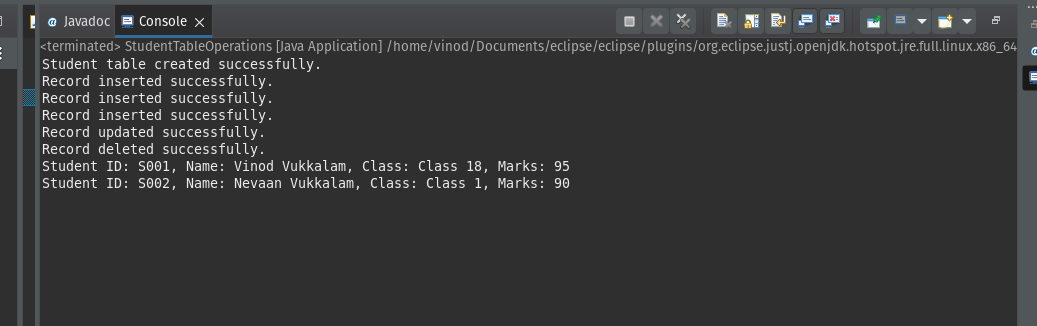 @ Javadoc Console
<terminated> StudentTableOperations [Java Application] /home/vinod/Documents/eclipse/eclipse/plugins/org.eclipse.justj.openjdk.hotspot.jre.full.linux.x86_64
Student table created successfully.
Record inserted successfully.
Record inserted successfully.
Record inserted successfully.
Record updated successfully.
Record deleted successfully.
Student ID: S001, Name: Vinod Vukkalam, Class: Class 18, Marks: 95
Student ID: S002, Name: Nevaan Vukkalam, Class: Class 1, Marks: 90